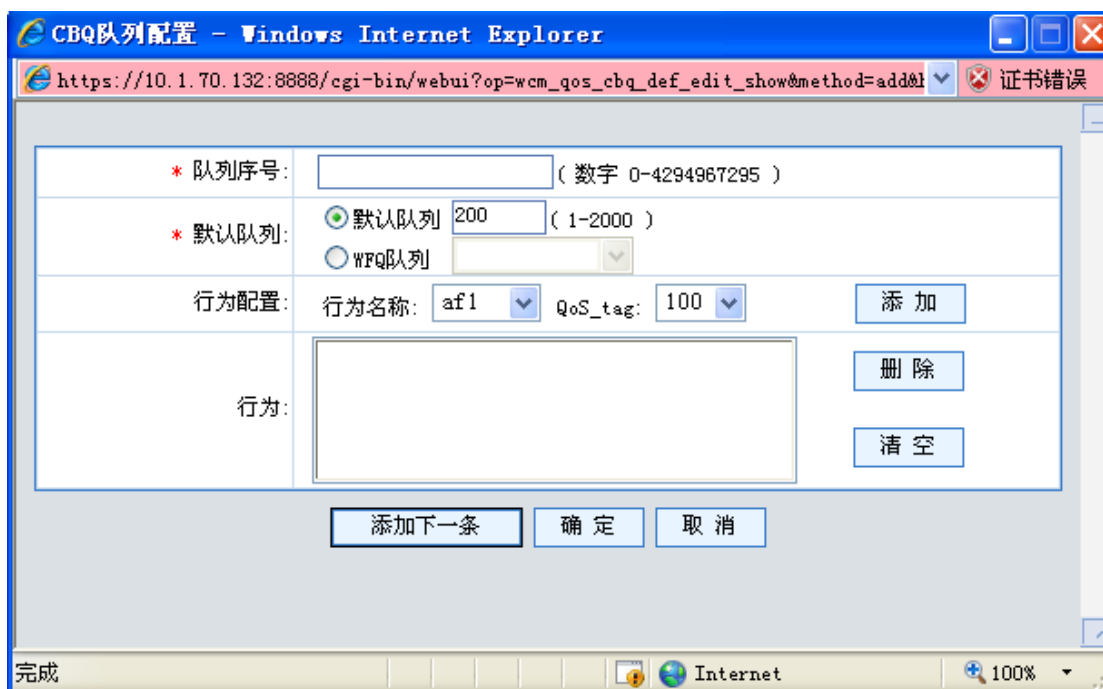 CBQ队列配置 - Windows Internet Explorer
https://10.1.70.132:8888/cgi-bin/webui?op=wcm_qos_cbq_def_edit_show&method=add&l 证书错误
* 队列序号: ( 数字 0-4294967295 )
* 默认队列: 默认队列 200 ( 1-2000 )
WFQ队列
行为配置: 行为名称: af1 QoS_tag: 100 添 加
行为:
删 除
清 空
添加下一条 确 定 取 消
完成 Internet 100%